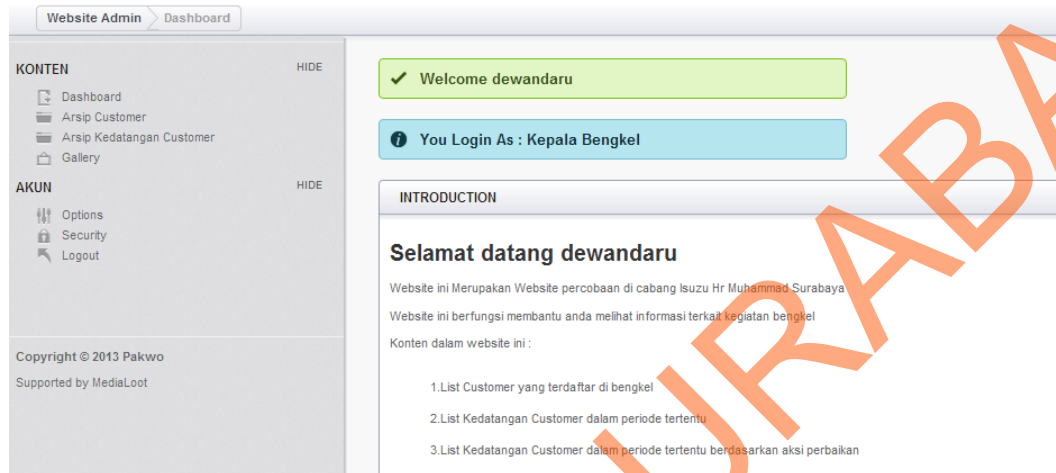 Website Admin Dashboard
KONTEN HIDE
Dashboard
Arsip Customer
Arsip Kedatangan Customer
Gallery
AKUN HIDE
Options
Security
Logout
Copyright © 2013 Pakwo
Supported by MediaLoot
Welcome dewandaru
You Login As : Kepala Bengkel
INTRODUCTION
Selamat datang dewandaru
Website ini Merupakan Website percobaan di cabang Isuzu Hr Muhammad Surabaya
Website ini berfungsi membantu anda melihat informasi terkait kegiatan bengkel
Konten dalam website ini :
1.List Customer yang terdaftar di bengkel
2.List Kedatangan Customer dalam periode tertentu
3.List Kedatangan Customer dalam periode tertentu berdasarkan aksi perbaikan
URABA